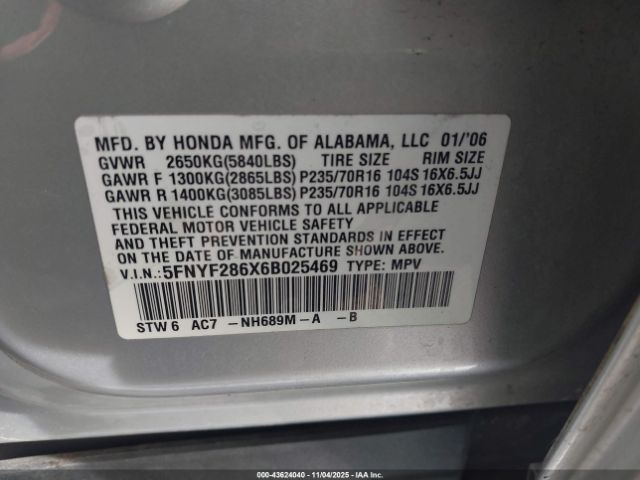 MFD. BY HONDA MFG. OF ALABAMA, LLC 01/'06
GVWR 2650KG(5840LBS) TIRE SIZE RIM SIZE
GAWR F 1300KG(2865LBS) P235/70R16 104S 16X6.5JJ
GAWR R 1400KG(3085LBS) P235/70R16 104S 16X6.5JJ
THIS VEHICLE CONFORMS TO ALL APPLICABLE
FEDERAL MOTOR VEHICLE SAFETY
AND THEFT PREVENTION STANDARDS IN EFFECT
ON THE DATE OF MANUFACTURE SHOWN ABOVE.
V.I.N.: 5FNYF286X6B025469 TYPE: MPV
STW 6 AC7 -NH689M-A -B
000-43624040 - 11/04/2025 - IAAI.COM